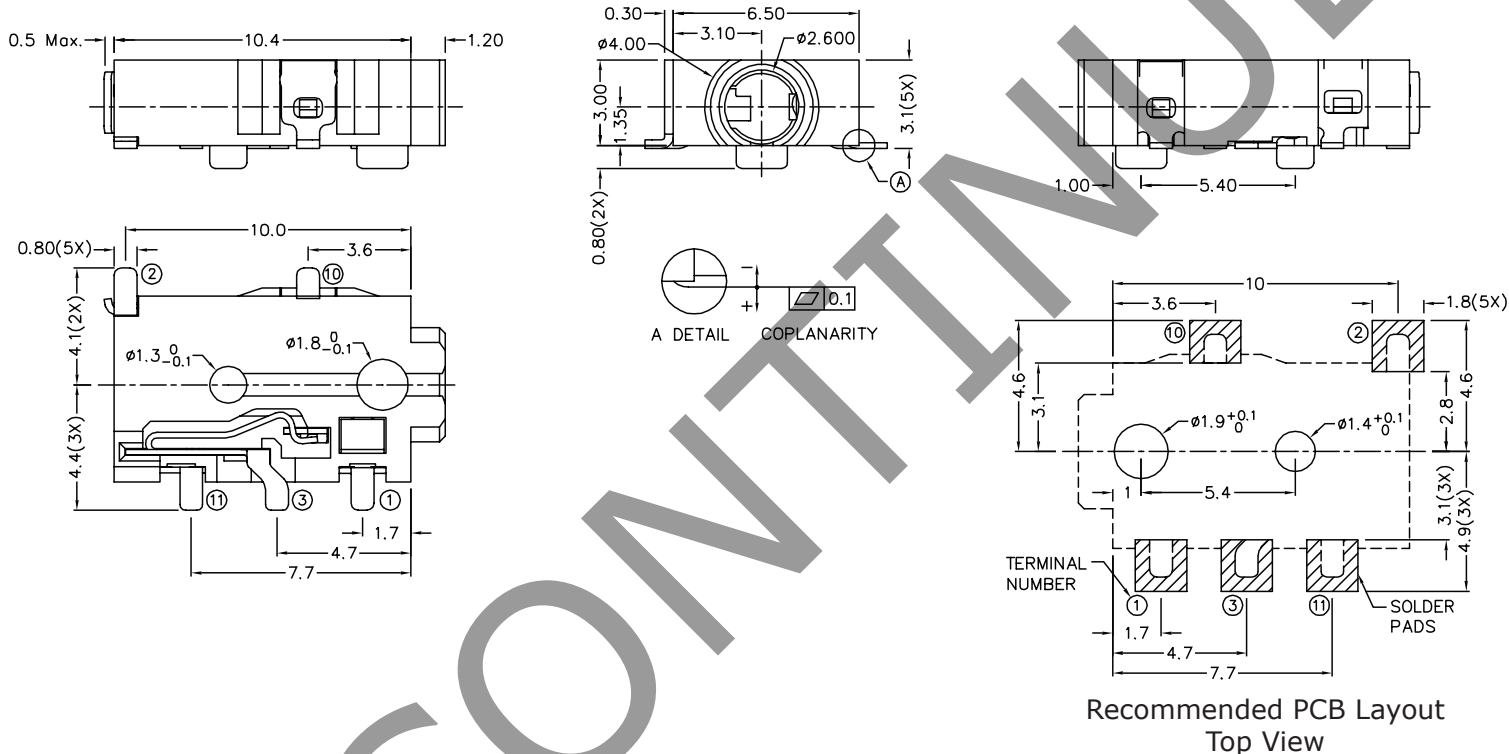 0.5 Max.
10.4
1.20
0.30
6.50
3.10
ø4.00
ø2.600
3.00
1.35
3.1(5X)
0.80(2X)
A
1.00
5.40
10.0
0.80(5X)
3.6
2
10
4.1(2X)
ø1.3 0 -0.1
ø1.8 0 -0.1
4.4(3X)
11
3
1
1.7
4.7
7.7
- +
0.1
A DETAIL
COPLANARITY
10
3.6
1.8(5X)
10
2
4.6
3.1
2.8
4.6
ø1.9 +0.1 0
ø1.4 +0.1 0
1
5.4
3.1(3X)
4.9(3X)
TERMINAL
NUMBER
1
3
11
SOLDER
PADS
1.7
4.7
7.7
Recommended PCB Layout
Top View
CONTINUE